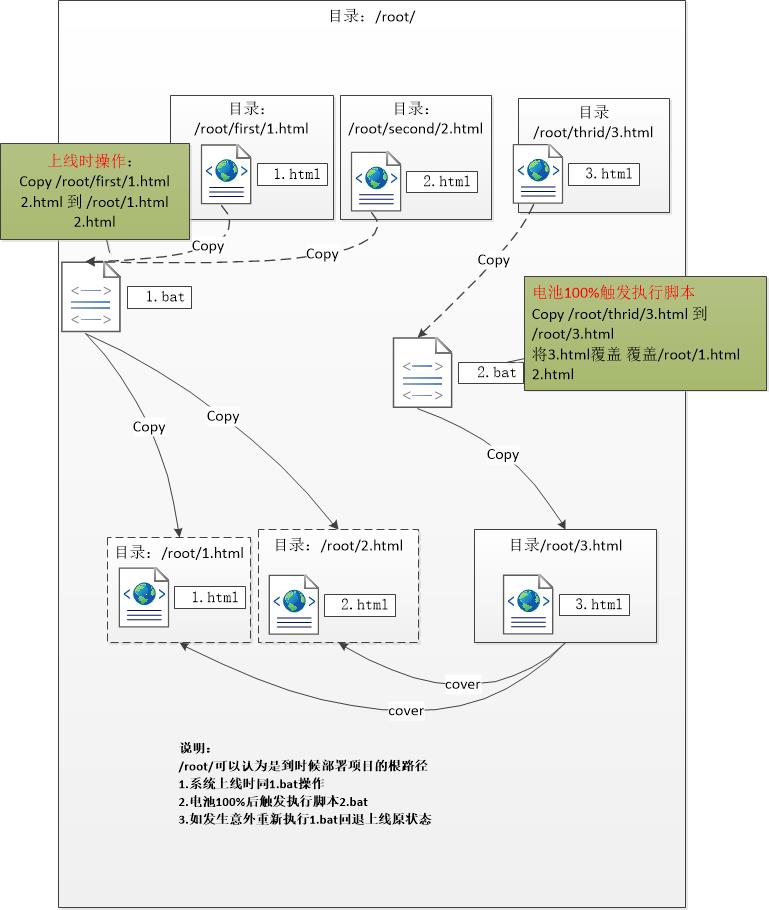 目录：/root/
目录：
/root/first/1.html
1.html
目录：
/root/second/2.html
2.html
目录
/root/thrid/3.html
3.html
上线时操作：
Copy /root/first/1.html
2.html 到 /root/1.html
2.html
Copy
Copy
Copy
1.bat
电池100%触发执行脚本
Copy /root/thrid/3.html 到
/root/3.html
将3.html覆盖 覆盖/root/1.html
2.html
2.bat
Copy
Copy
Copy
目录：/root/1.html
1.html
目录：/root/2.html
2.html
目录/root/3.html
3.html
cover
cover
说明：
/root/可以认为是到时候部署项目的根路径
1.系统上线时同1.bat操作
2.电池100%后触发执行脚本2.bat
3.如发生意外重新执行1.bat回退上线原状态